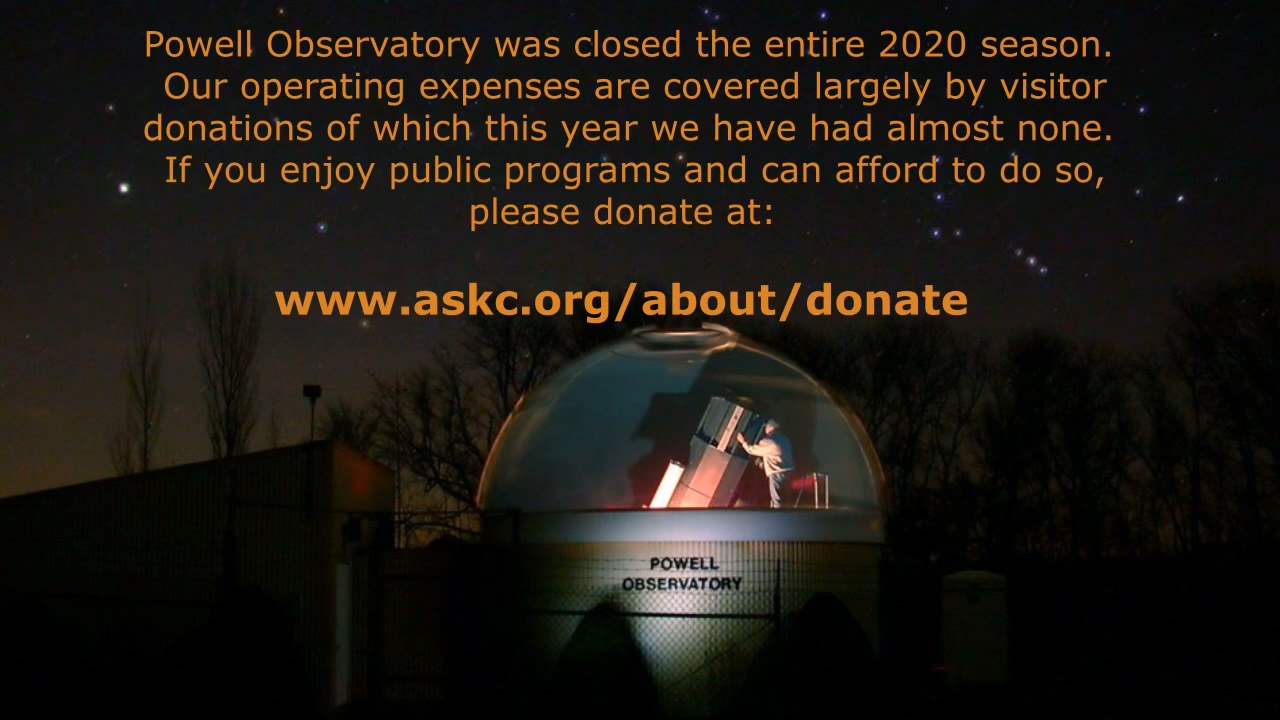 Powell Observatory was closed the entire 2020 season.
Our operating expenses are covered largely by visitor
donations of which this year we have had almost none.
If you enjoy public programs and can afford to do so,
please donate at:
www.askc.org/about/donate
POWELL
OBSERVATORY